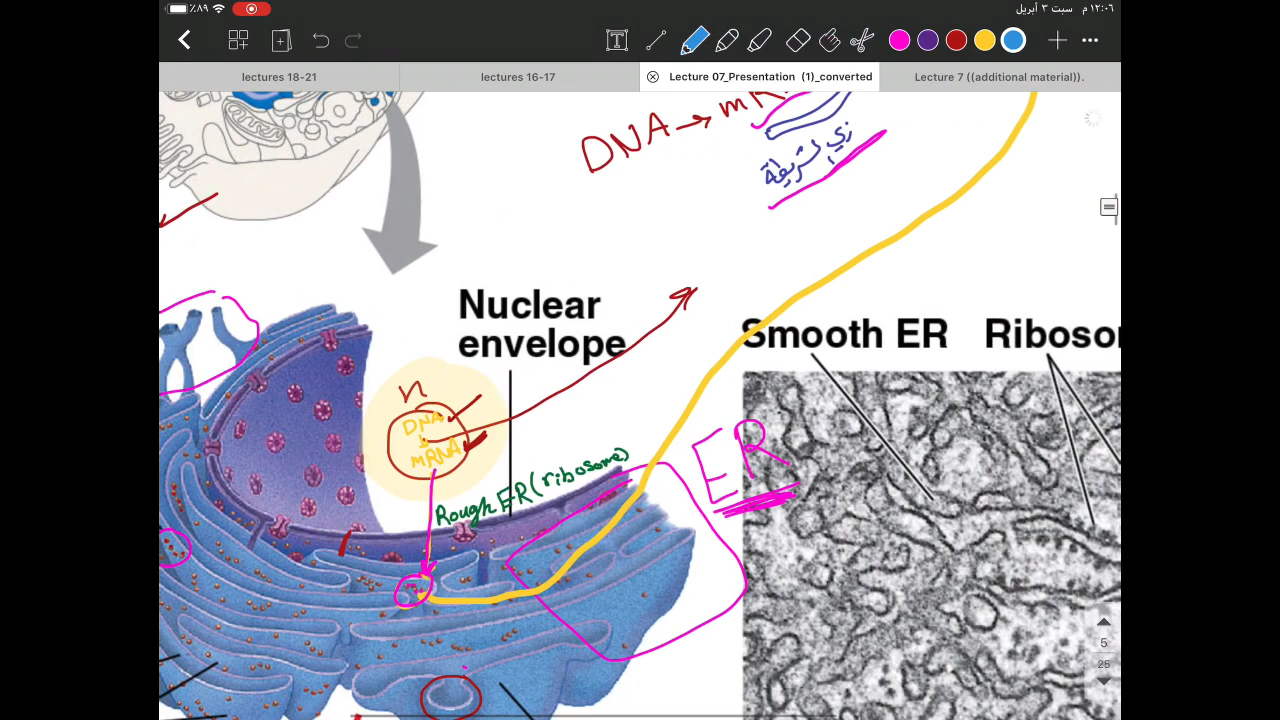 ٪٨٩
١٢:٠٦ م سبت ٣ أبريل
lectures 18-21
lectures 16-17
Lecture 07_Presentation (1)_converted
Lecture 7 ((additional material)).
DNA → mR
زي شريطة
Nuclear
envelope
Smooth ER
Riboso
n
DNA
mRNA
Rough ER (ribosome)
ER
5
25